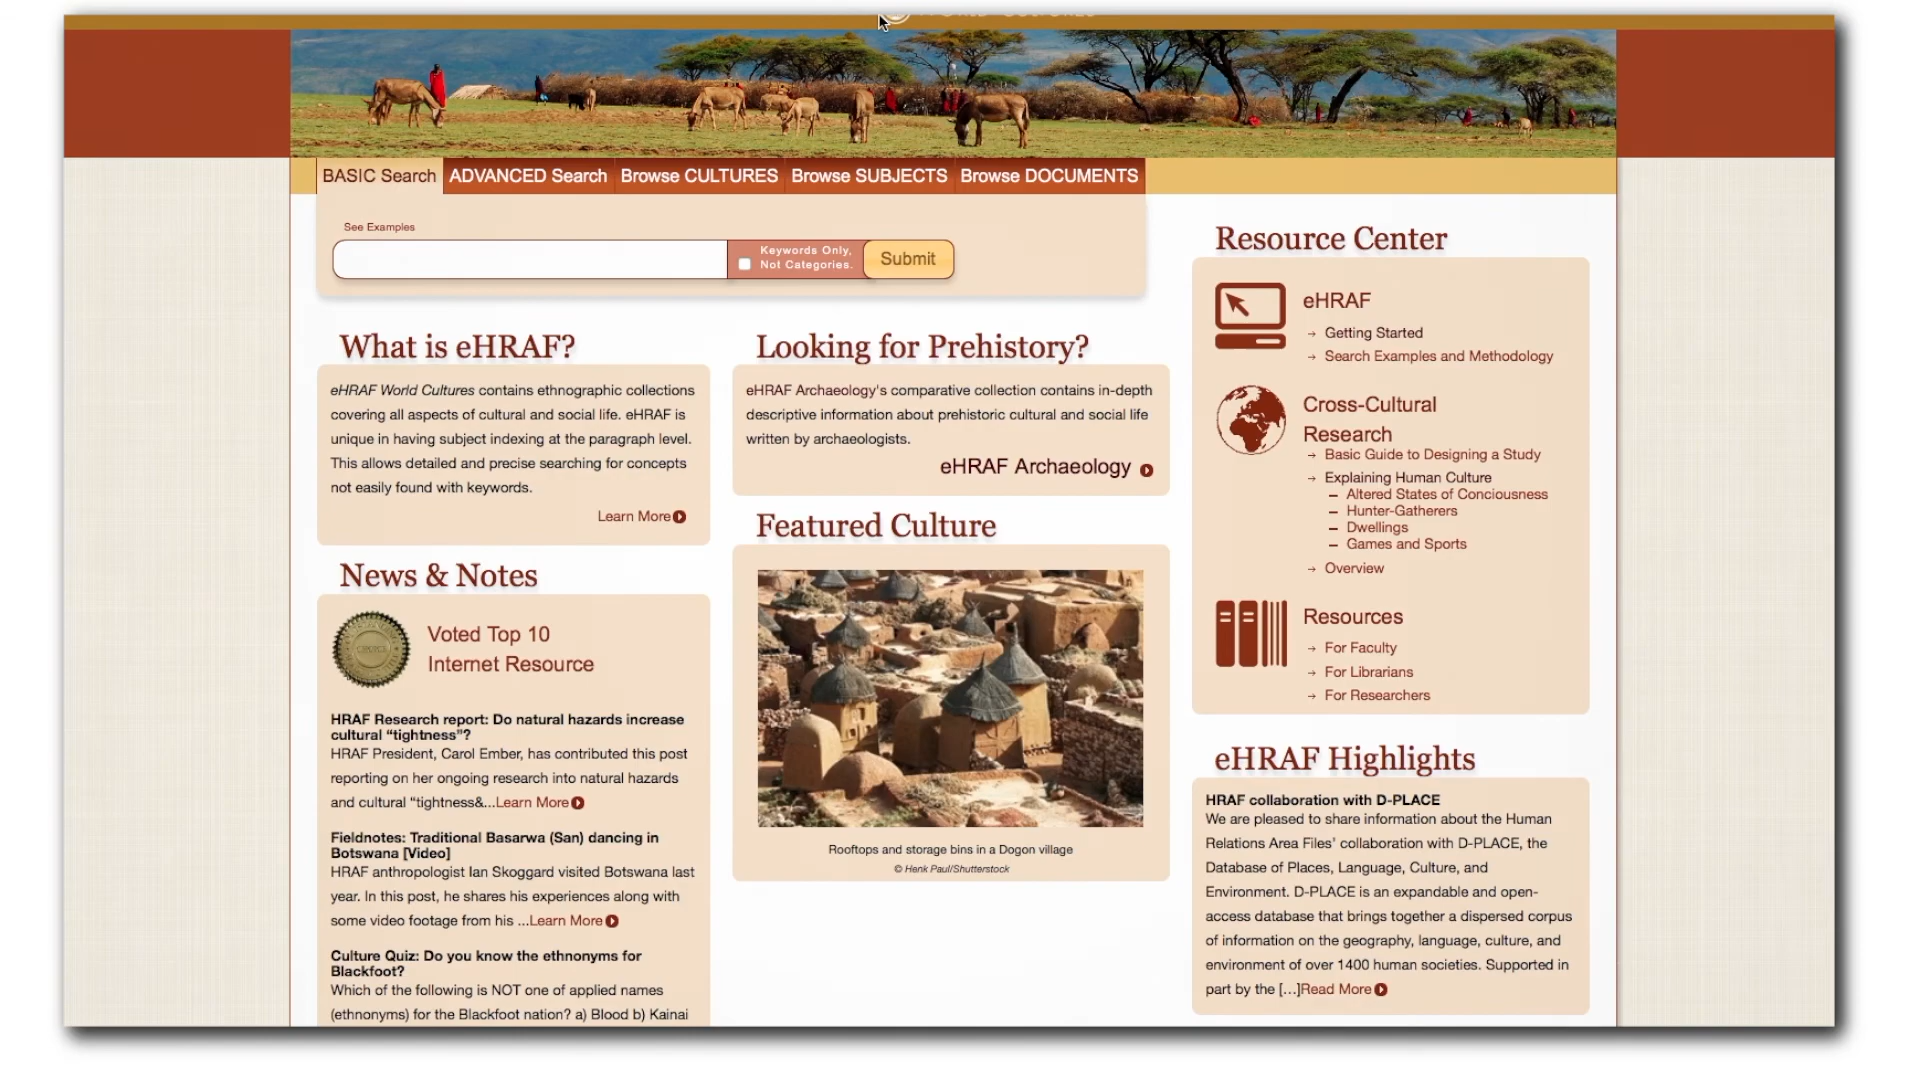 BASIC Search
ADVANCED Search
Browse CULTURES
Browse SUBJECTS
Browse DOCUMENTS
See Examples
Keywords Only,
Not Categories.
Submit
What is eHRAF?
eHRAF World Cultures contains ethnographic collections
covering all aspects of cultural and social life. eHRAF is
unique in having subject indexing at the paragraph level.
This allows detailed and precise searching for concepts
not easily found with keywords.
Learn More
News & Notes
Voted Top 10
Internet Resource
HRAF Research report: Do natural hazards increase
cultural “tightness”?
HRAF President, Carol Ember, has contributed this post
reporting on her ongoing research into natural hazards
and cultural “tightness&...Learn More
Fieldnotes: Traditional Basarwa (San) dancing in
Botswana [Video]
HRAF anthropologist Ian Skoggard visited Botswana last
year. In this post, he shares his experiences along with
some video footage from his ...Learn More
Culture Quiz: Do you know the ethnonyms for
Blackfoot?
Which of the following is NOT one of applied names
(ethnonyms) for the Blackfoot nation? a) Blood b) Kainai
Looking for Prehistory?
eHRAF Archaeology's comparative collection contains in-depth
descriptive information about prehistoric cultural and social life
written by archaeologists.
eHRAF Archaeology
Featured Culture
Rooftops and storage bins in a Dogon village
© Henk Paul/Shutterstock
Resource Center
eHRAF
→ Getting Started
→ Search Examples and Methodology
Cross-Cultural
Research
→ Basic Guide to Designing a Study
→ Explaining Human Culture
– Altered States of Conciousness
– Hunter-Gatherers
– Dwellings
– Games and Sports
→ Overview
Resources
→ For Faculty
→ For Librarians
→ For Researchers
eHRAF Highlights
HRAF collaboration with D-PLACE
We are pleased to share information about the Human
Relations Area Files’ collaboration with D-PLACE, the
Database of Places, Language, Culture, and
Environment. D-PLACE is an expandable and open-
access database that brings together a dispersed corpus
of information on the geography, language, culture, and
environment of over 1400 human societies. Supported in
part by the [...]Read More